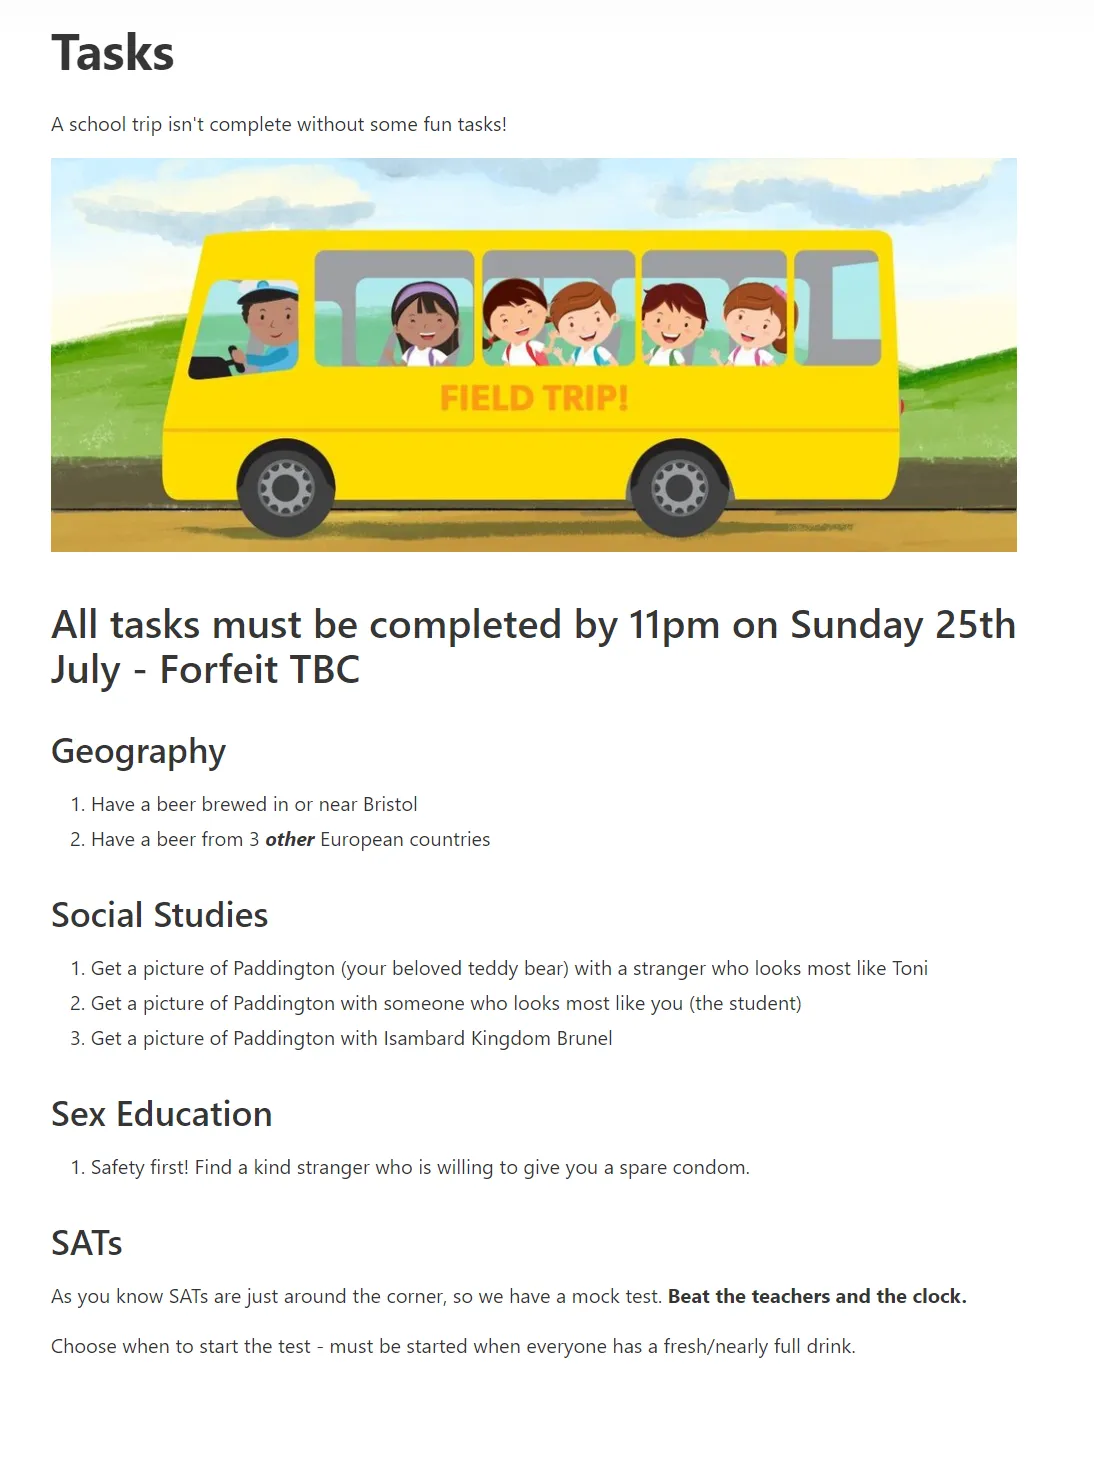 Tasks
A school trip isn't complete without some fun tasks!
FIELD TRIP!
All tasks must be completed by 11pm on Sunday 25th
July - Forfeit TBC
Geography
1. Have a beer brewed in or near Bristol
2. Have a beer from 3 other European countries
Social Studies
1. Get a picture of Paddington (your beloved teddy bear) with a stranger who looks most like Toni
2. Get a picture of Paddington with someone who looks most like you (the student)
3. Get a picture of Paddington with Isambard Kingdom Brunel
Sex Education
1. Safety first! Find a kind stranger who is willing to give you a spare condom.
SATs
As you know SATs are just around the corner, so we have a mock test. Beat the teachers and the clock.
Choose when to start the test - must be started when everyone has a fresh/nearly full drink.